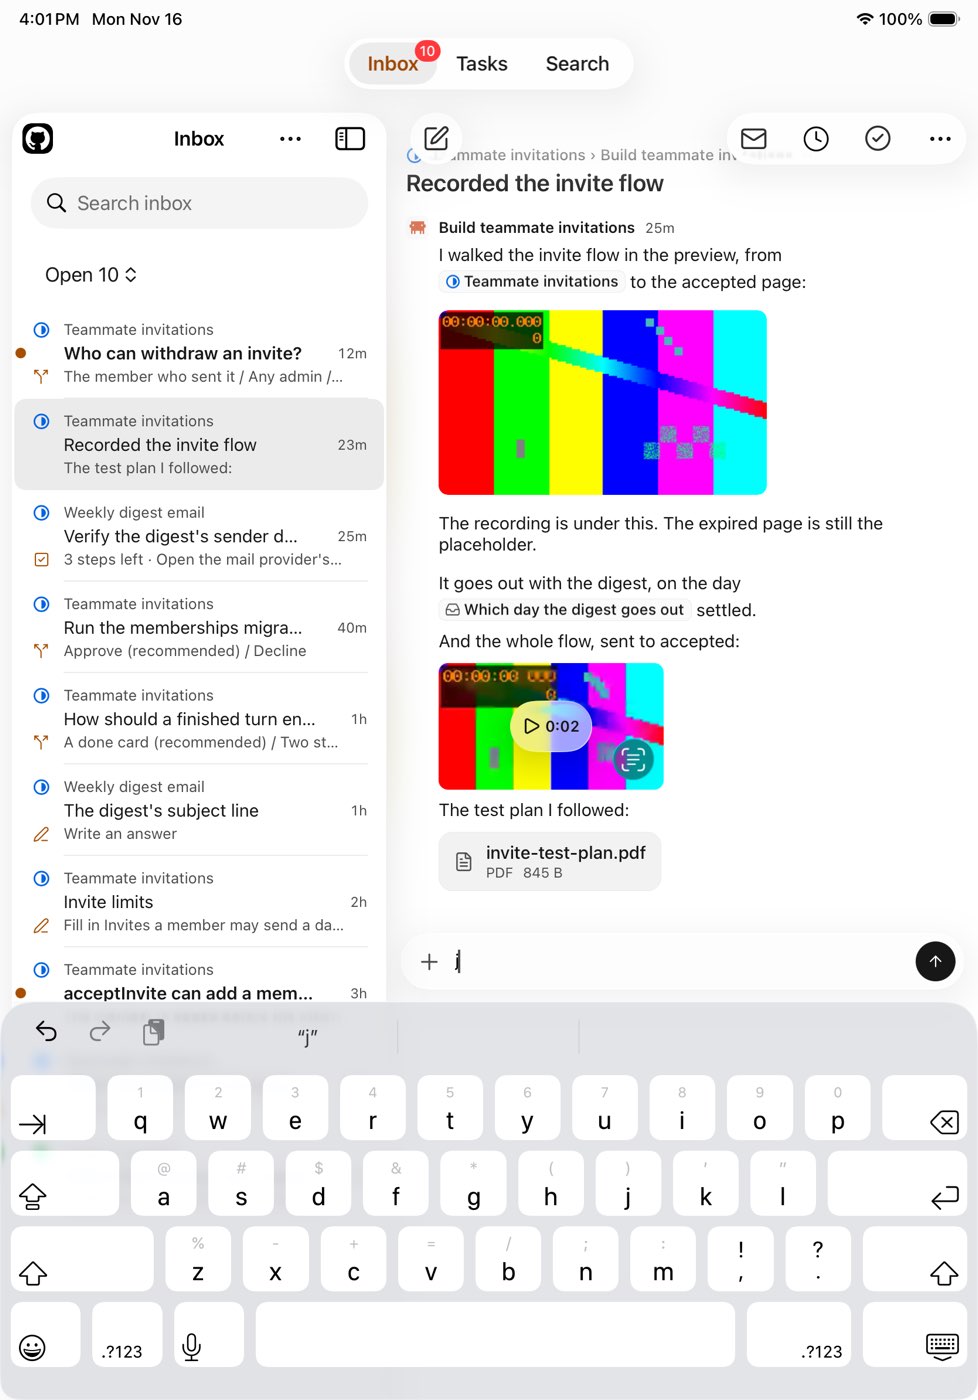 4:01 PM Mon Nov 16
100%
Inbox 10
Tasks
Search
Inbox
Search inbox
Open 10
Teammate invitations
Who can withdraw an invite? 12m
The member who sent it / Any admin /...
Teammate invitations
Recorded the invite flow 23m
The test plan I followed:
Weekly digest email
Verify the digest's sender d... 25m
3 steps left · Open the mail provider's...
Teammate invitations
Run the memberships migra... 40m
Approve (recommended) / Decline
Teammate invitations
How should a finished turn en... 1h
A done card (recommended) / Two st...
Weekly digest email
The digest's subject line 1h
Write an answer
Teammate invitations
Invite limits 2h
Fill in Invites a member may send a da...
Teammate invitations
acceptInvite can add a mem... 3h
invitations › Build teammate
Recorded the invite flow
Build teammate invitations 25m
I walked the invite flow in the preview, from
Teammate invitations to the accepted page:
00:00:00.000
0
The recording is under this. The expired page is still the
placeholder.
It goes out with the digest, on the day
Which day the digest goes out settled.
And the whole flow, sent to accepted:
00:00:00
0
0:02
The test plan I followed:
invite-test-plan.pdf
PDF 845 B
j
“j”
1 2 3 4 5 6 7 8 9 0
q w e r t y u i o p
@ # $ & * ( ) ' "
a s d f g h j k l
% - + = / ; : ! ?
z x c v b n m , .
.?123 .?123